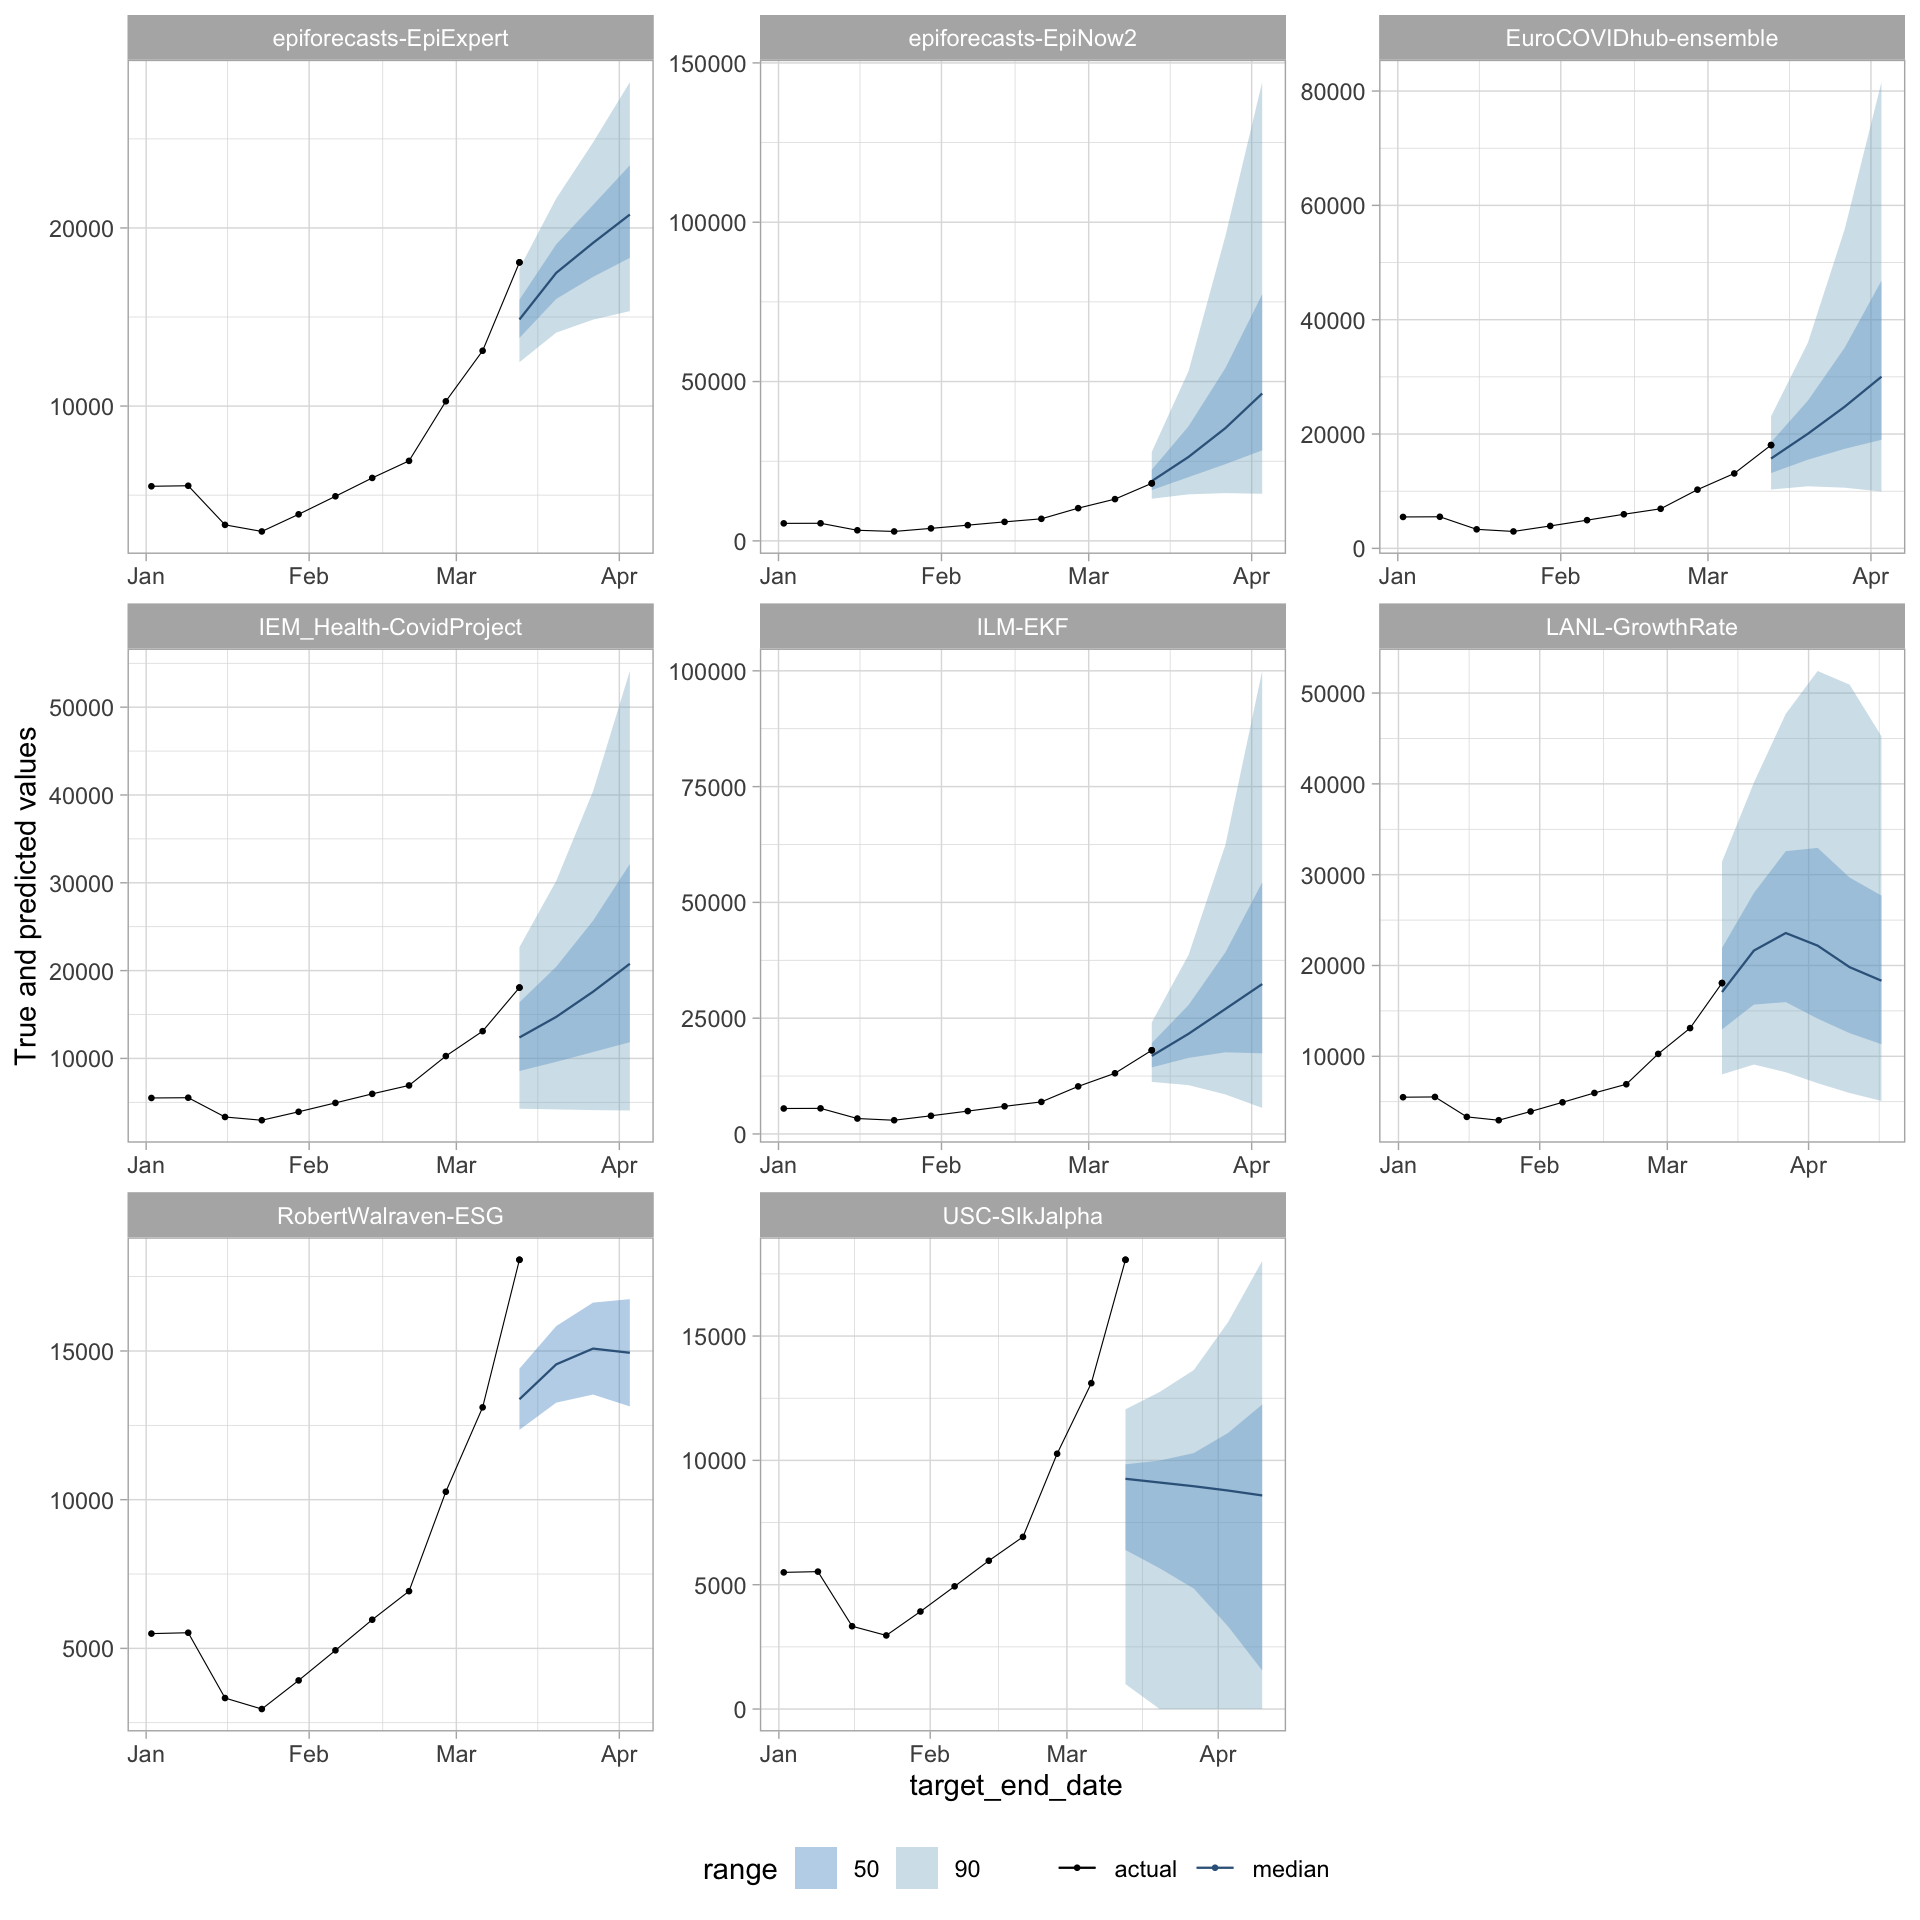 epiforecasts-EpiExpert
epiforecasts-EpiNow2
EuroCOVIDhub-ensemble
20000
10000
Jan Feb Mar Apr
150000
100000
50000
0
Jan Feb Mar Apr
80000
60000
40000
20000
0
Jan Feb Mar Apr
True and predicted values
IEM_Health-CovidProject
ILM-EKF
LANL-GrowthRate
50000
40000
30000
20000
10000
Jan Feb Mar Apr
100000
75000
50000
25000
0
Jan Feb Mar Apr
50000
40000
30000
20000
10000
Jan Feb Mar Apr
RobertWalraven-ESG
USC-SIkJalpha
15000
10000
5000
Jan Feb Mar Apr
15000
10000
5000
0
Jan Feb Mar Apr
target_end_date
range 50 90 actual median